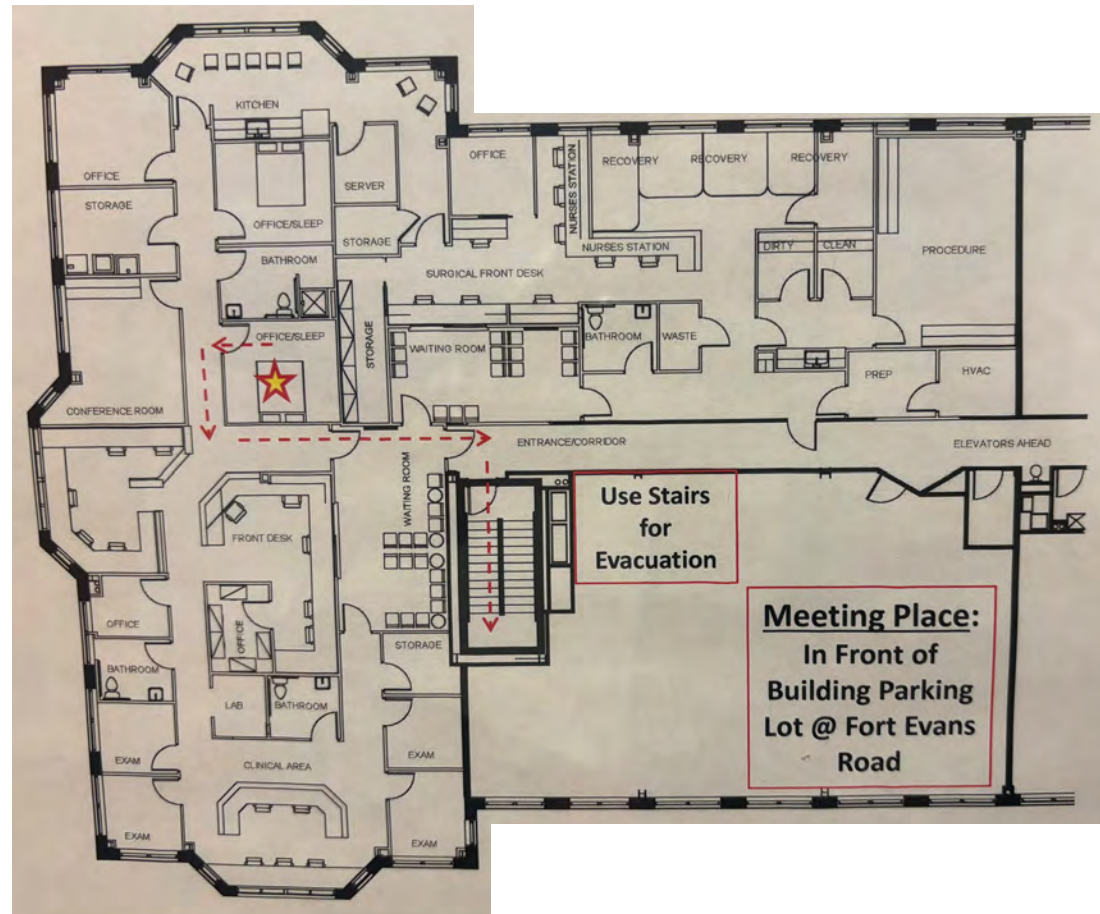 KITCHEN
OFFICE
STORAGE
OFFICE/SLEEP
SERVER
STORAGE
BATHROOM
OFFICE/SLEEP
STORAGE
CONFERENCE ROOM
OFFICE
NURSES STATION
RECOVERY
RECOVERY
RECOVERY
NURSES STATION
DIRTY
CLEAN
PROCEDURE
SURGICAL FRONT DESK
WAITING ROOM
BATHROOM
WASTE
PREP
HVAC
ENTRANCE/CORRIDOR
ELEVATORS AHEAD
WAITING ROOM
FRONT DESK
OFFICE
OFFICE
BATHROOM
LAB
BATHROOM
STORAGE
EXAM
EXAM
CLINICAL AREA
EXAM
EXAM
Use Stairs
for
Evacuation
Meeting Place:
In Front of
Building Parking
Lot @ Fort Evans
Road